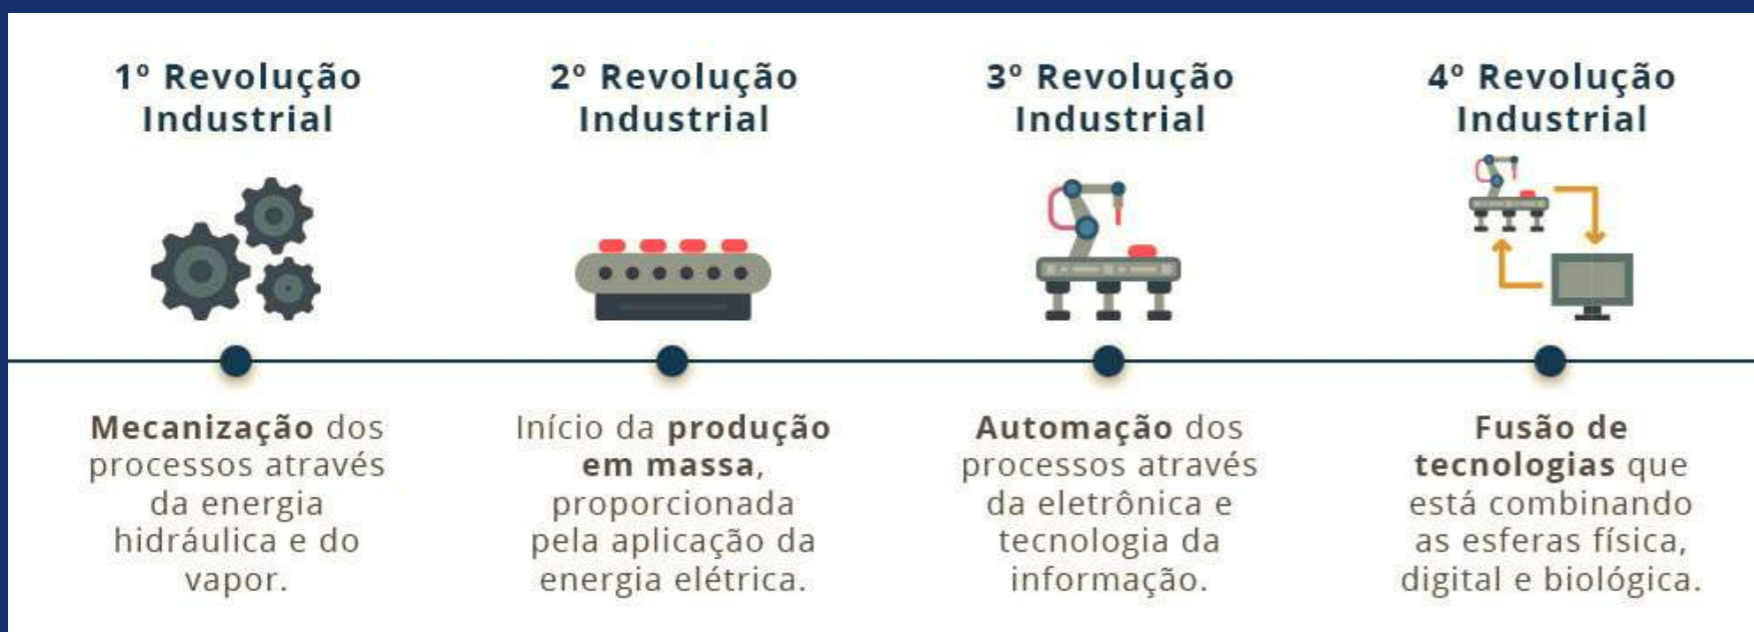 1º Revolução
Industrial
Mecanização dos
processos através
da energia
hidráulica e do
vapor.
2º Revolução
Industrial
Início da produção
em massa,
proporcionada
pela aplicação da
energia elétrica.
3º Revolução
Industrial
Automação dos
processos através
da eletrônica e
tecnologia da
informação.
4º Revolução
Industrial
Fusão de
tecnologias que
está combinando
as esferas física,
digital e biológica.